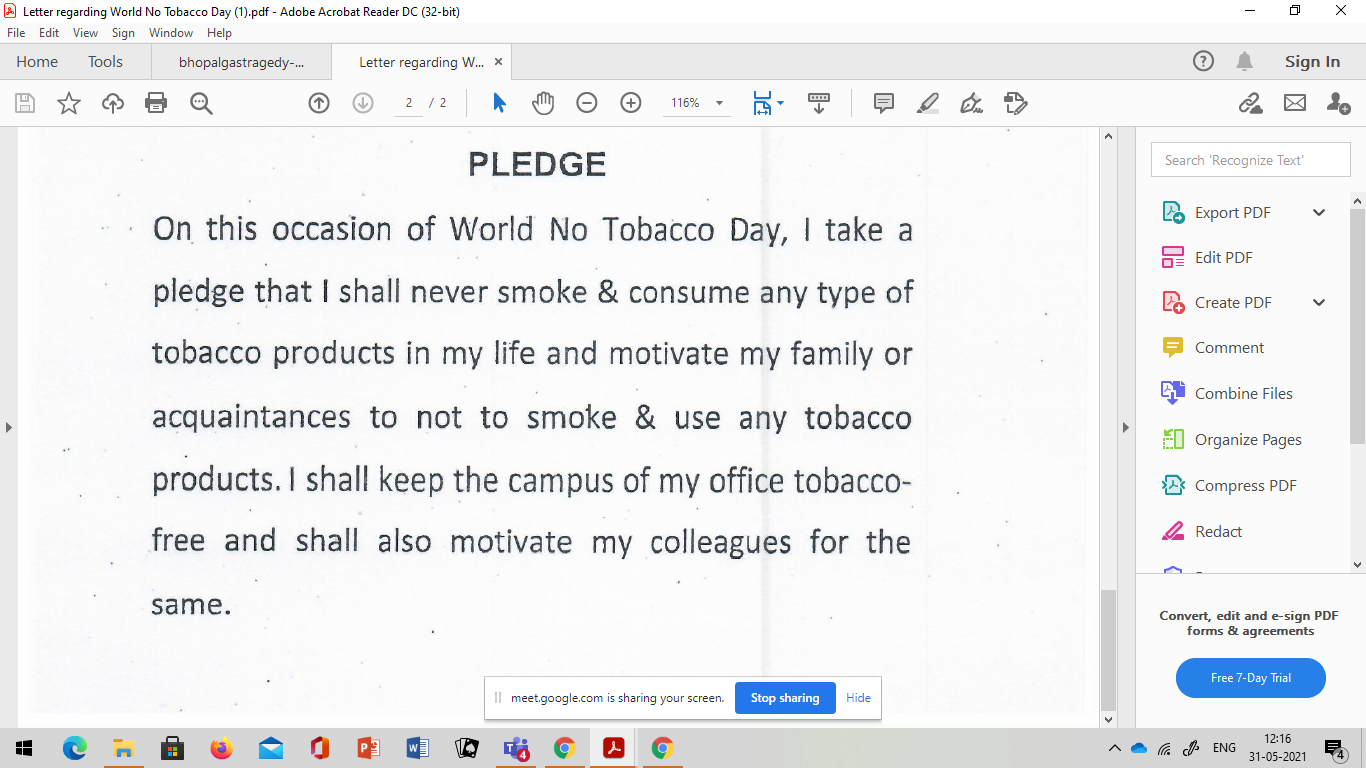 Letter regarding World No Tobacco Day (1).pdf - Adobe Acrobat Reader DC (32-bit)
File Edit View Sign Window Help
Home Tools bhopalgastragedy-... Letter regarding W... Sign In
2 / 2 116%
PLEDGE
On this occasion of World No Tobacco Day, I take a
pledge that I shall never smoke & consume any type of
tobacco products in my life and motivate my family or
acquaintances to not to smoke & use any tobacco
products. I shall keep the campus of my office tobacco-
free and shall also motivate my colleagues for the
same.
Search 'Recognize Text'
Export PDF
Edit PDF
Create PDF
Comment
Combine Files
Organize Pages
Compress PDF
Redact
Convert, edit and e-sign PDF
forms & agreements
Free 7-Day Trial
meet.google.com is sharing your screen. Stop sharing Hide
4
ENG 12:16
31-05-2021
4